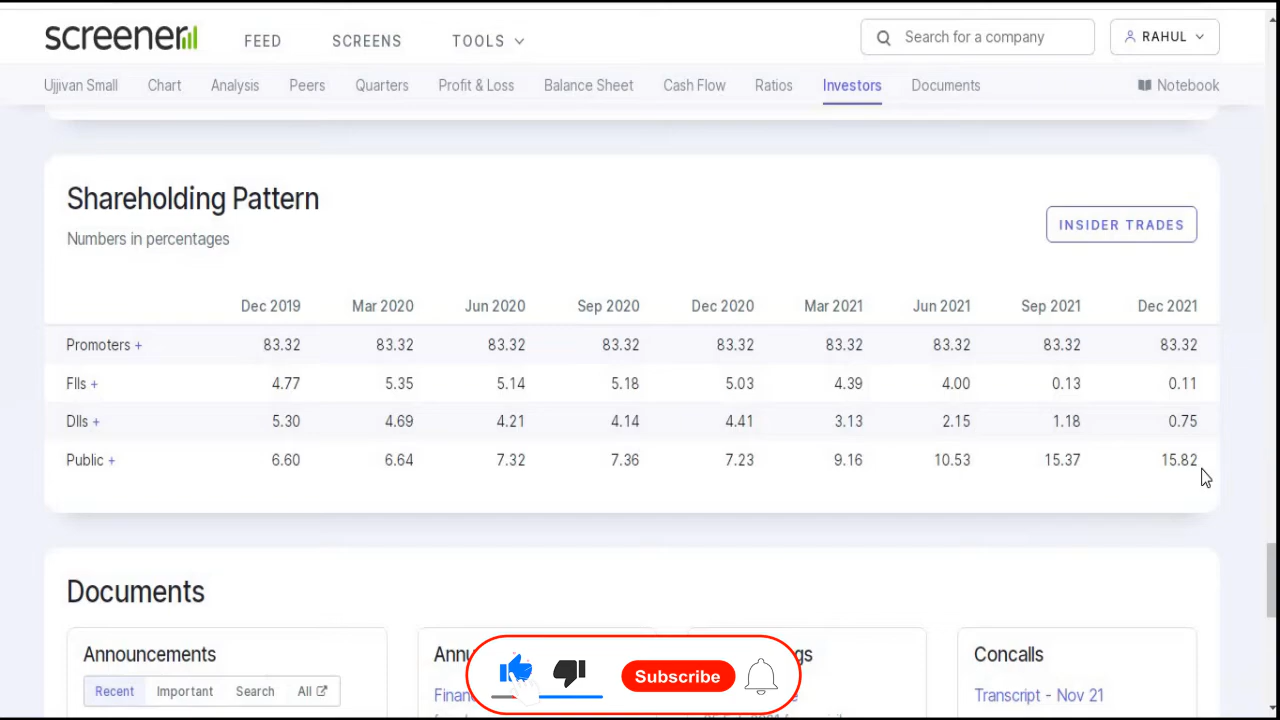 screener FEED SCREENS TOOLS Search for a company RAHUL
Ujjivan Small Chart Analysis Peers Quarters Profit & Loss Balance Sheet Cash Flow Ratios Investors Documents Notebook
Shareholding Pattern
Numbers in percentages
INSIDER TRADES
Dec 2019 Mar 2020 Jun 2020 Sep 2020 Dec 2020 Mar 2021 Jun 2021 Sep 2021 Dec 2021
Promoters + 83.32 83.32 83.32 83.32 83.32 83.32 83.32 83.32 83.32
FIIs + 4.77 5.35 5.14 5.18 5.03 4.39 4.00 0.13 0.11
DIIs + 5.30 4.69 4.21 4.14 4.41 3.13 2.15 1.18 0.75
Public + 6.60 6.64 7.32 7.36 7.23 9.16 10.53 15.37 15.82
Documents
Announcements Concalls
Recent Important Search All Subscribe Transcript - Nov 21